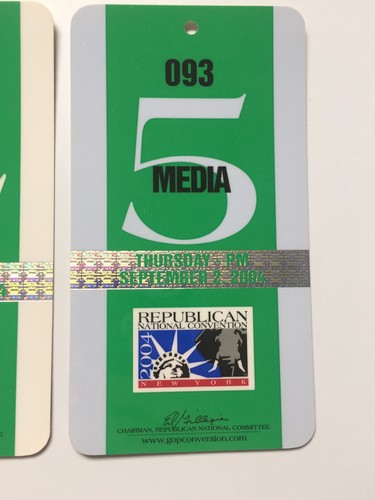 093
5
MEDIA
THURSDAY - PM
SEPTEMBER 2, 2004
REPUBLICAN
NATIONAL CONVENTION
2004
NEW YORK
CHAIRMAN, REPUBLICAN NATIONAL COMMITTEE
www.gopconvention.com